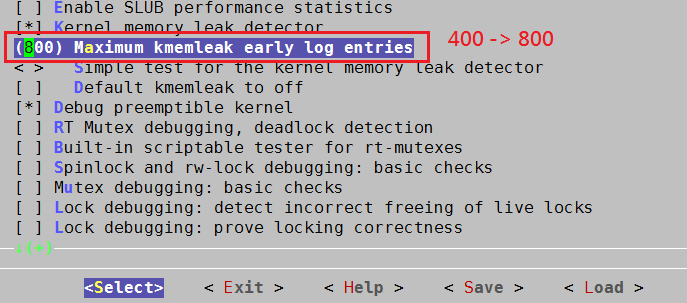 [ ] Enable SLUB performance statistics
[*] Kernel memory leak detector
(800) Maximum kmemleak early log entries 400 -> 800
< > Simple test for the kernel memory leak detector
[ ] Default kmemleak to off
[*] Debug preemptible kernel
[ ] RT Mutex debugging, deadlock detection
[ ] Built-in scriptable tester for rt-mutexes
[ ] Spinlock and rw-lock debugging: basic checks
[ ] Mutex debugging: basic checks
[ ] Lock debugging: detect incorrect freeing of live locks
[ ] Lock debugging: prove locking correctness
↓(+)
<Select> < Exit > < Help > < Save > < Load >